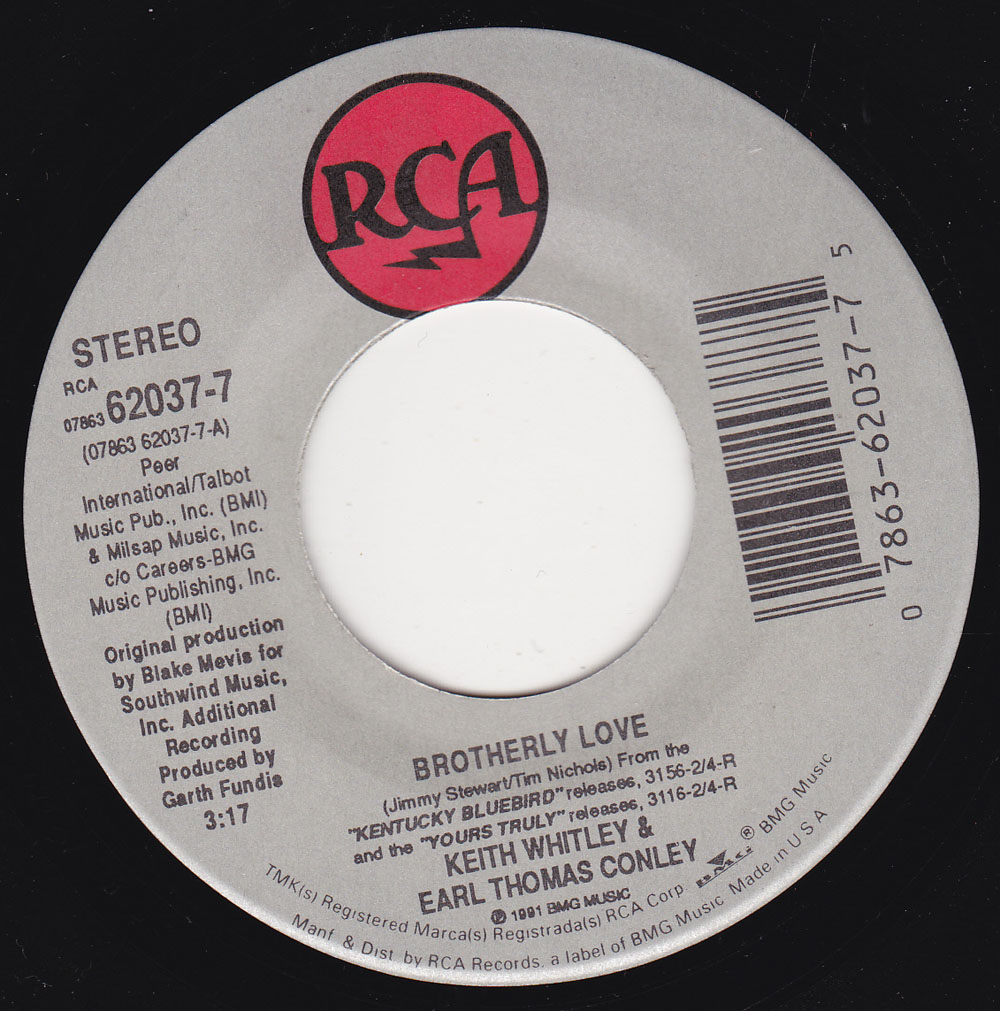 RCA
STEREO
RCA
07863 62037-7
(07863 62037-7-A)
Peer
International/Talbot
Music Pub., Inc. (BMI)
& Milsap Music, Inc.
c/o Careers-BMG
Music Publishing, Inc.
(BMI)
Original production
by Blake Mevis for
Southwind Music,
Inc. Additional
Recording
Produced by
Garth Fundis
3:17
0 7863-62037-7 5
BROTHERLY LOVE
(Jimmy Stewart/Tim Nichols) From the
"KENTUCKY BLUEBIRD" releases, 3156-2/4-R
and the "YOURS TRULY" releases, 3116-2/4-R
KEITH WHITLEY &
EARL THOMAS CONLEY
℗ 1991 BMG MUSIC
TMK(s) Registered Marca(s) Registrada(s) RCA Corp. BMG ® BMG Music
Manf. & Dist. by RCA Records, a label of BMG Music Made in U S A